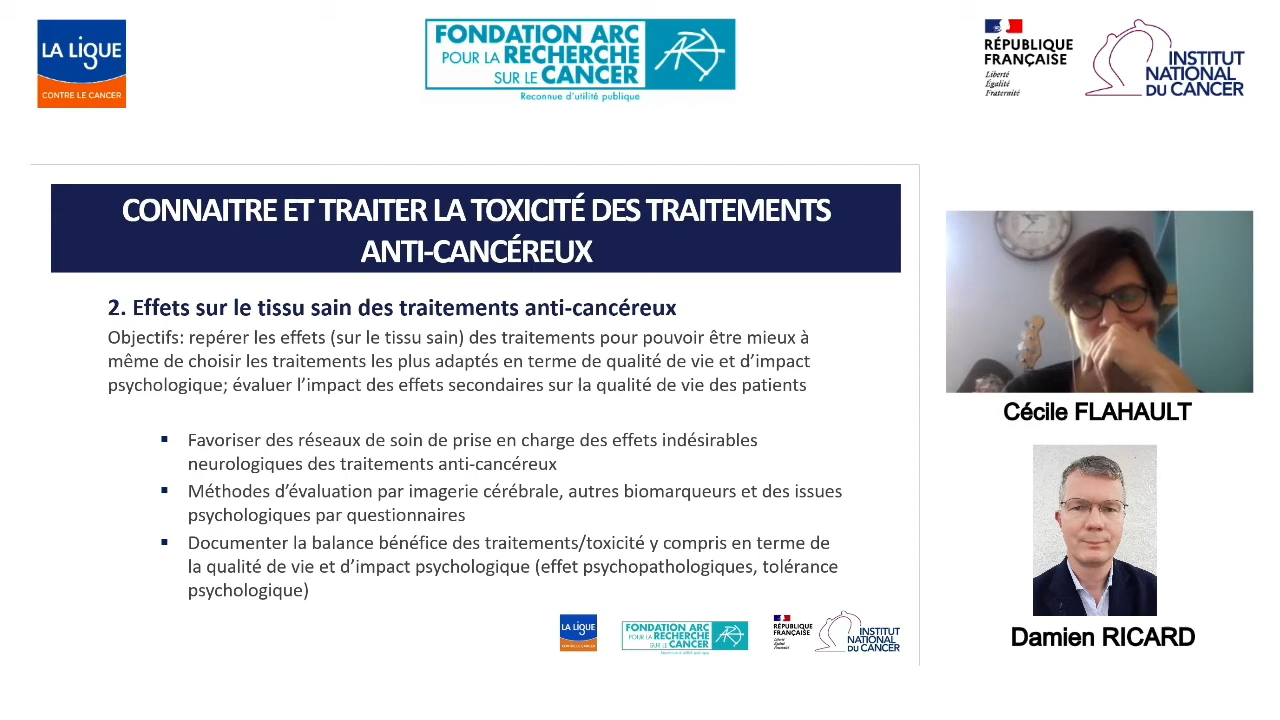 LA LIGUE
CONTRE LE CANCER
FONDATION ARC
POUR LA RECHERCHE
SUR LE CANCER
Reconnue d'utilité publique
RÉPUBLIQUE
FRANÇAISE
Liberté
Égalité
Fraternité
INSTITUT
NATIONAL
DU CANCER
CONNAITRE ET TRAITER LA TOXICITÉ DES TRAITEMENTS
ANTI-CANCÉREUX
2. Effets sur le tissu sain des traitements anti-cancéreux
Objectifs: repérer les effets (sur le tissu sain) des traitements pour pouvoir être mieux à
même de choisir les traitements les plus adaptés en terme de qualité de vie et d'impact
psychologique; évaluer l'impact des effets secondaires sur la qualité de vie des patients
▪ Favoriser des réseaux de soin de prise en charge des effets indésirables
neurologiques des traitements anti-cancéreux
▪ Méthodes d'évaluation par imagerie cérébrale, autres biomarqueurs et des issues
psychologiques par questionnaires
▪ Documenter la balance bénéfice des traitements/toxicité y compris en terme de
la qualité de vie et d'impact psychologique (effet psychopathologiques, tolérance
psychologique)
LA LIGUE
CONTRE LE CANCER
FONDATION ARC
POUR LA RECHERCHE
SUR LE CANCER
RÉPUBLIQUE
FRANÇAISE
INSTITUT
NATIONAL
DU CANCER
Cécile FLAHAULT
Damien RICARD